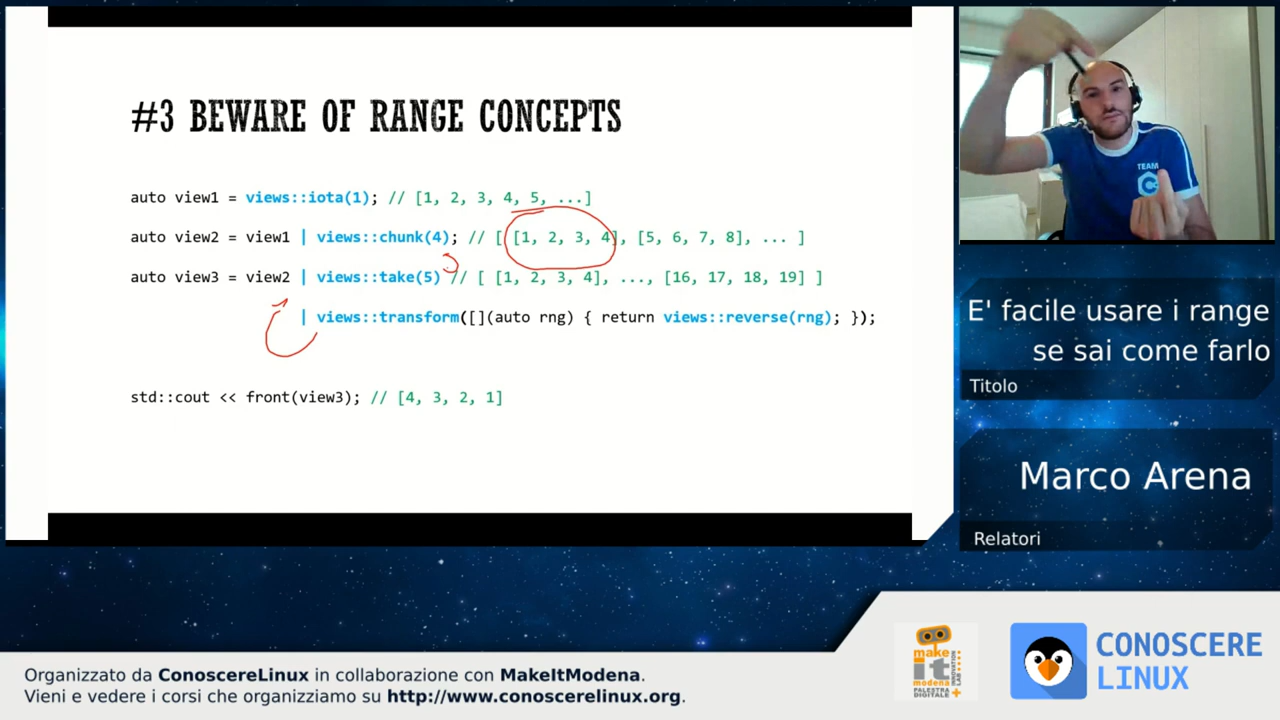 #3 BEWARE OF RANGE CONCEPTS
auto view1 = views::iota(1); // [1, 2, 3, 4, 5, ...]
auto view2 = view1 | views::chunk(4); // [ [1, 2, 3, 4], [5, 6, 7, 8], ... ]
auto view3 = view2 | views::take(5) // [ [1, 2, 3, 4], ..., [16, 17, 18, 19] ]
| views::transform([](auto rng) { return views::reverse(rng); });
std::cout << front(view3); // [4, 3, 2, 1]
TEAM
C
E' facile usare i range
se sai come farlo
Titolo
Marco Arena
Relatori
make
it
modena
PALESTRA
DIGITALE
INNOVATION
LAB
CONOSCERE
LINUX
Organizzato da ConoscereLinux in collaborazione con MakeItModena.
Vieni e vedere i corsi che organizziamo su http://www.conoscerelinux.org.